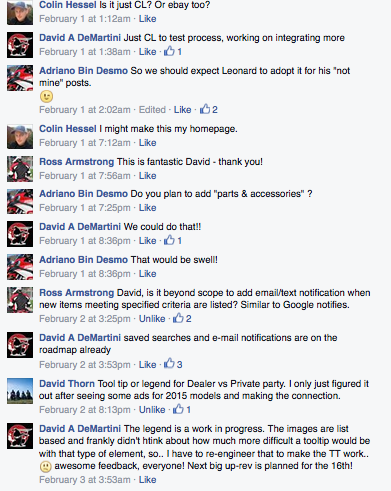 Colin Hessel Is it just CL? Or ebay too?
February 1 at 1:12am · Like
David A DeMartini Just CL to test process, working on integrating more
February 1 at 1:38am · Like · 1
Adriano Bin Desmo So we should expect Leonard to adopt it for his "not
mine" posts.
February 1 at 2:02am · Edited · Like · 2
Colin Hessel I might make this my homepage.
February 1 at 7:12am · Like
Ross Armstrong This is fantastic David - thank you!
February 1 at 7:56am · Like
Adriano Bin Desmo Do you plan to add "parts & accessories" ?
February 1 at 7:25pm · Like
David A DeMartini We could do that!!
February 1 at 8:36pm · Like · 1
Adriano Bin Desmo That would be swell!
February 1 at 8:36pm · Like
Ross Armstrong David, is it beyond scope to add email/text notification when
new items meeting specified criteria are listed? Similar to Google notifies.
February 2 at 3:25pm · Unlike · 2
David A DeMartini saved searches and e-mail notifications are on the
roadmap already
February 2 at 3:53pm · Like · 3
David Thorn Tool tip or legend for Dealer vs Private party. I only just figured it
out after seeing some ads for 2015 models and making the connection.
February 2 at 8:13pm · Unlike · 1
David A DeMartini The legend is a work in progress. The images are list
based and frankly didn't htink about how much more difficult a tooltip would be
with that type of element, so.. I have to re-engineer that to make the TT work..
awesome feedback, everyone! Next big up-rev is planned for the 16th!
February 3 at 3:53am · Like